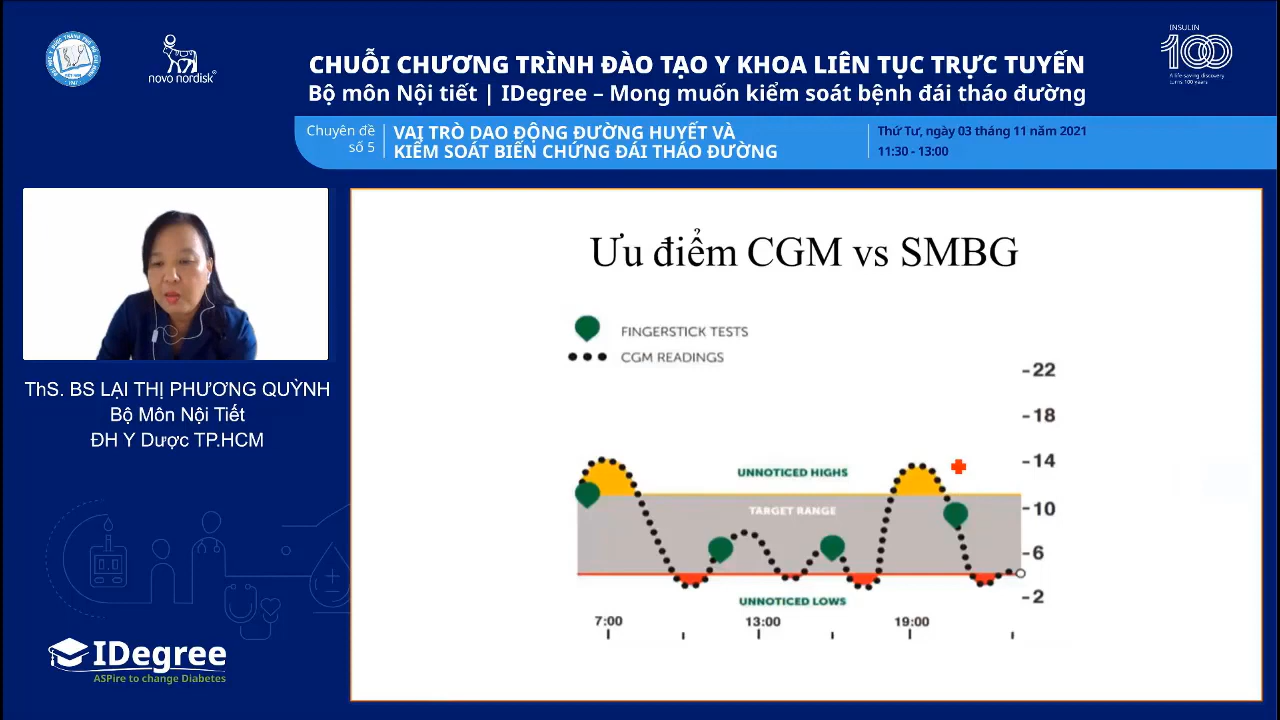 novo nordisk
INSULIN
100
A life-saving discovery
turns 100 years
CHUỖI CHƯƠNG TRÌNH ĐÀO TẠO Y KHOA LIÊN TỤC TRỰC TUYẾN
Bộ môn Nội tiết | IDegree – Mong muốn kiểm soát bệnh đái tháo đường
Chuyên đề
số 5
VAI TRÒ DAO ĐỘNG ĐƯỜNG HUYẾT VÀ
KIỂM SOÁT BIẾN CHỨNG ĐÁI THÁO ĐƯỜNG
Thứ Tư, ngày 03 tháng 11 năm 2021
11:30 - 13:00
ThS. BS LẠI THỊ PHƯƠNG QUỲNH
Bộ Môn Nội Tiết
ĐH Y Dược TP.HCM
IDegree
ASPire to change Diabetes
Ưu điểm CGM vs SMBG
FINGERSTICK TESTS
CGM READINGS
22
18
14
10
6
2
UNNOTICED HIGHS
TARGET RANGE
UNNOTICED LOWS
7:00
13:00
19:00